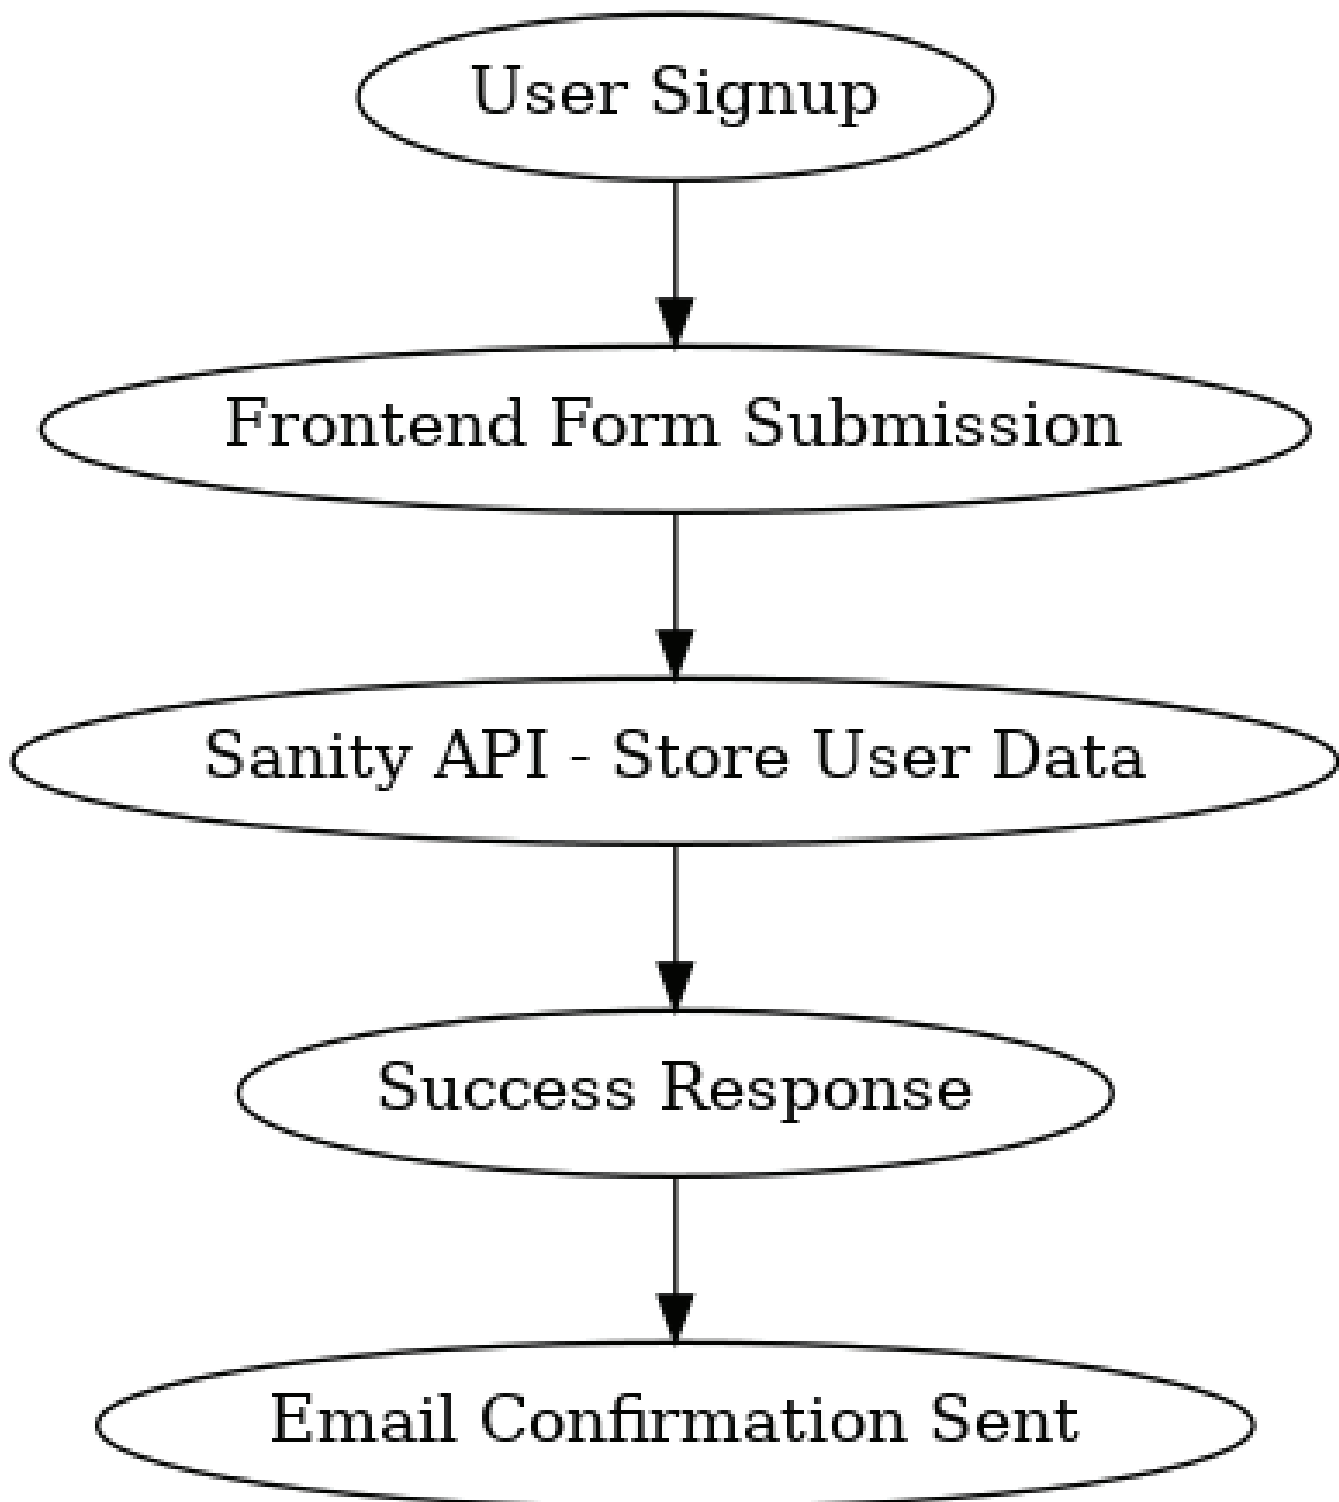 User Signup
Frontend Form Submission
Sanity API - Store User Data
Success Response
Email Confirmation Sent